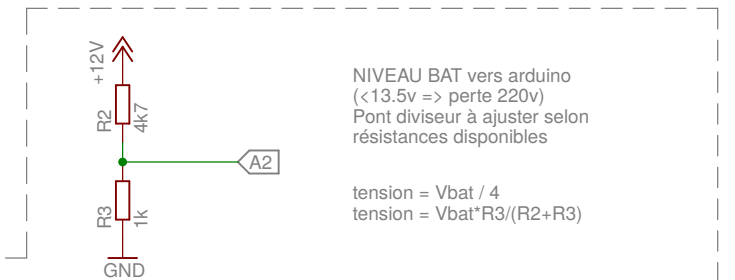 +12V
R2
4k7
A2
R3
1k
GND
NIVEAU BAT vers arduino
(<13.5v => perte 220v)
Pont diviseur à ajuster selon
résistances disponibles
tension = Vbat / 4
tension = Vbat*R3/(R2+R3)